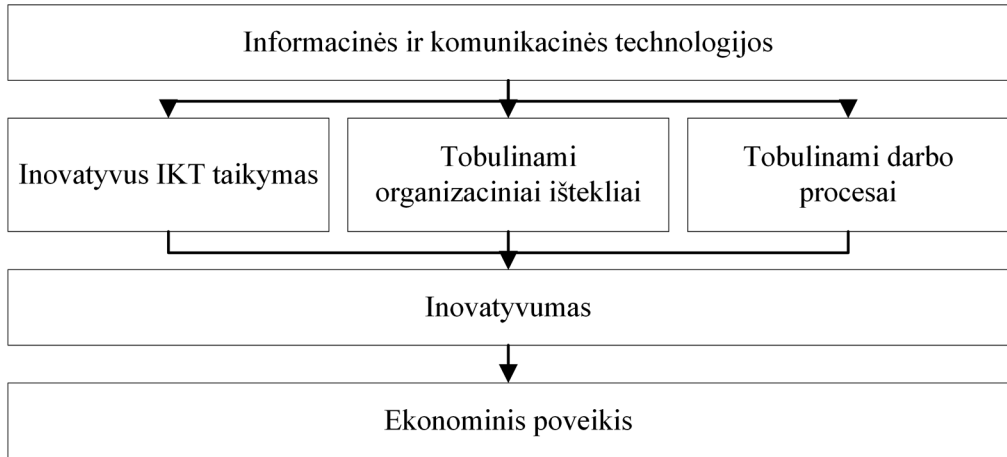 Informacinės ir komunikacinės technologijos
Inovatyvus IKT taikymas
Tobulinami
organizaciniai ištekliai
Tobulinami darbo
procesai
Inovatyvumas
Ekonominis poveikis